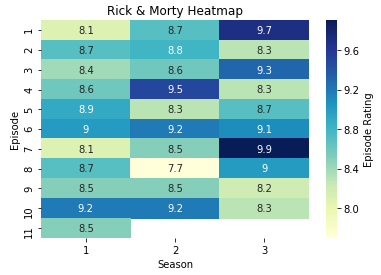 Rick & Morty Heatmap
1 8.1 8.7 9.7
2 8.7 8.8 8.3
3 8.4 8.6 9.3
4 8.6 9.5 8.3
5 8.9 8.3 8.7
6 9 9.2 9.1
7 8.1 8.5 9.9
8 8.7 7.7 9
9 8.5 8.5 8.2
10 9.2 9.2 8.3
11 8.5
Episode
1 2 3
Season
9.6
9.2
8.8
8.4
8.0
Episode Rating